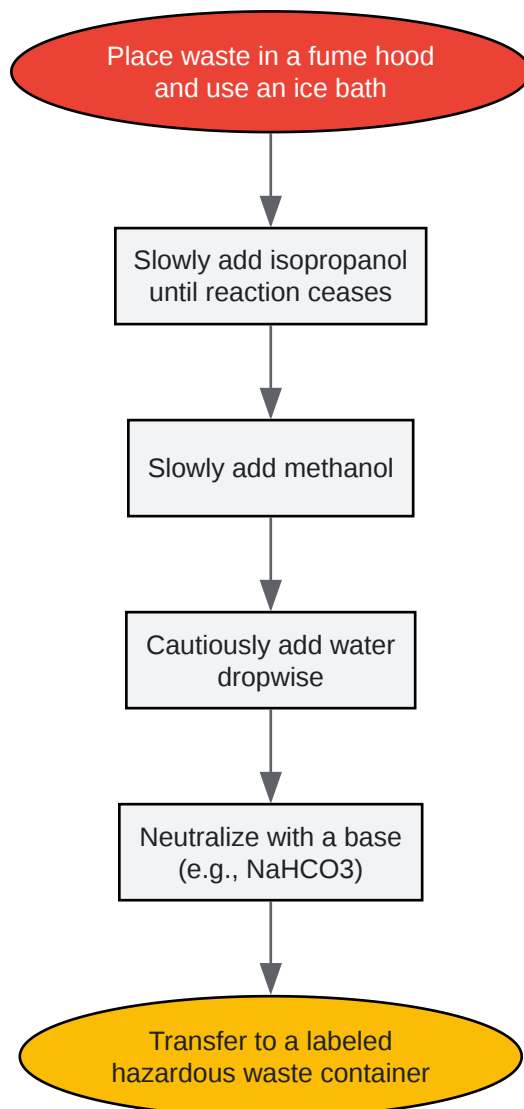 Place waste in a fume hood
and use an ice bath
Slowly add isopropanol
until reaction ceases
Slowly add methanol
Cautiously add water
dropwise
Neutralize with a base
(e.g., NaHCO3)
Transfer to a labeled
hazardous waste container